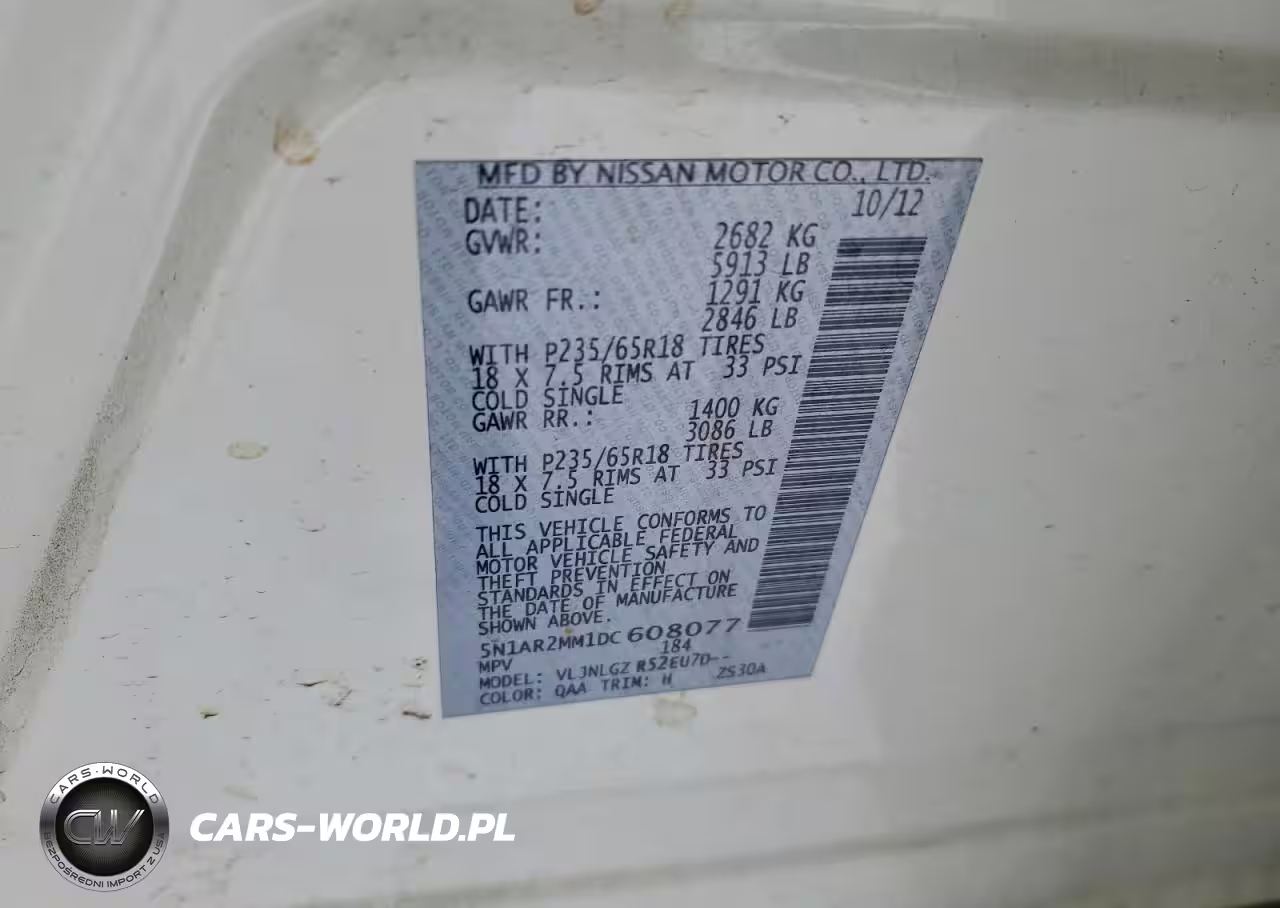 MFD BY NISSAN MOTOR CO., LTD.
DATE: 10/12
GVWR: 2682 KG
5913 LB
GAWR FR.: 1291 KG
2846 LB
WITH P235/65R18 TIRES
18 X 7.5 RIMS AT 33 PSI
COLD SINGLE
GAWR RR.: 1400 KG
3086 LB
WITH P235/65R18 TIRES
18 X 7.5 RIMS AT 33 PSI
COLD SINGLE
THIS VEHICLE CONFORMS TO
ALL APPLICABLE FEDERAL
MOTOR VEHICLE SAFETY AND
THEFT PREVENTION
STANDARDS IN EFFECT ON
THE DATE OF MANUFACTURE
SHOWN ABOVE.
5N1AR2MM1DC608077
MPV 184
MODEL: VLJNLGZ R52EU7D--
COLOR: QAA TRIM: H ZS30A
CARS-WORLD
CW
BEZPOŚREDNI IMPORT Z USA
CARS-WORLD.PL